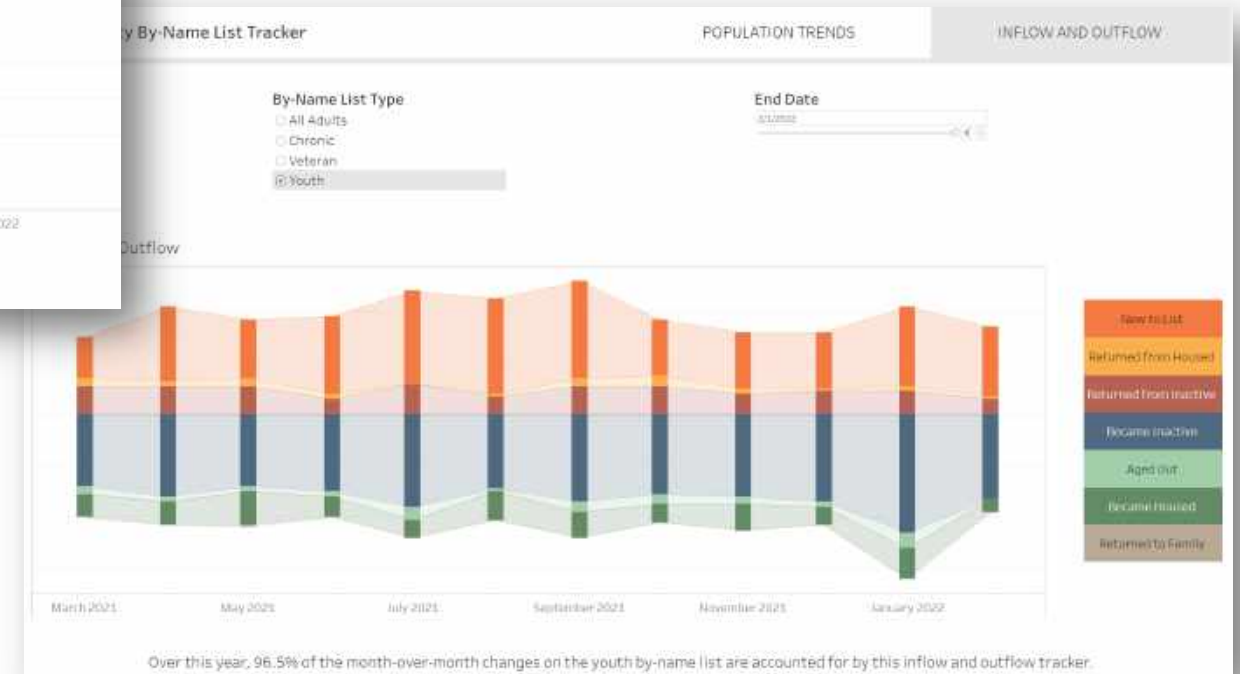 y By-Name List Tracker
POPULATION TRENDS
INFLOW AND OUTFLOW
By-Name List Type
All Adults
Chronic
Veteran
Youth
End Date
2/1/2022
022
Outflow
New to List
Returned from Housed
Returned from Inactive
Became Inactive
Aged Out
Became Housed
Returned to Family
March 2021
May 2021
July 2021
September 2021
November 2021
January 2022
Over this year, 96.5% of the month-over-month changes on the youth by-name list are accounted for by this inflow and outflow tracker.